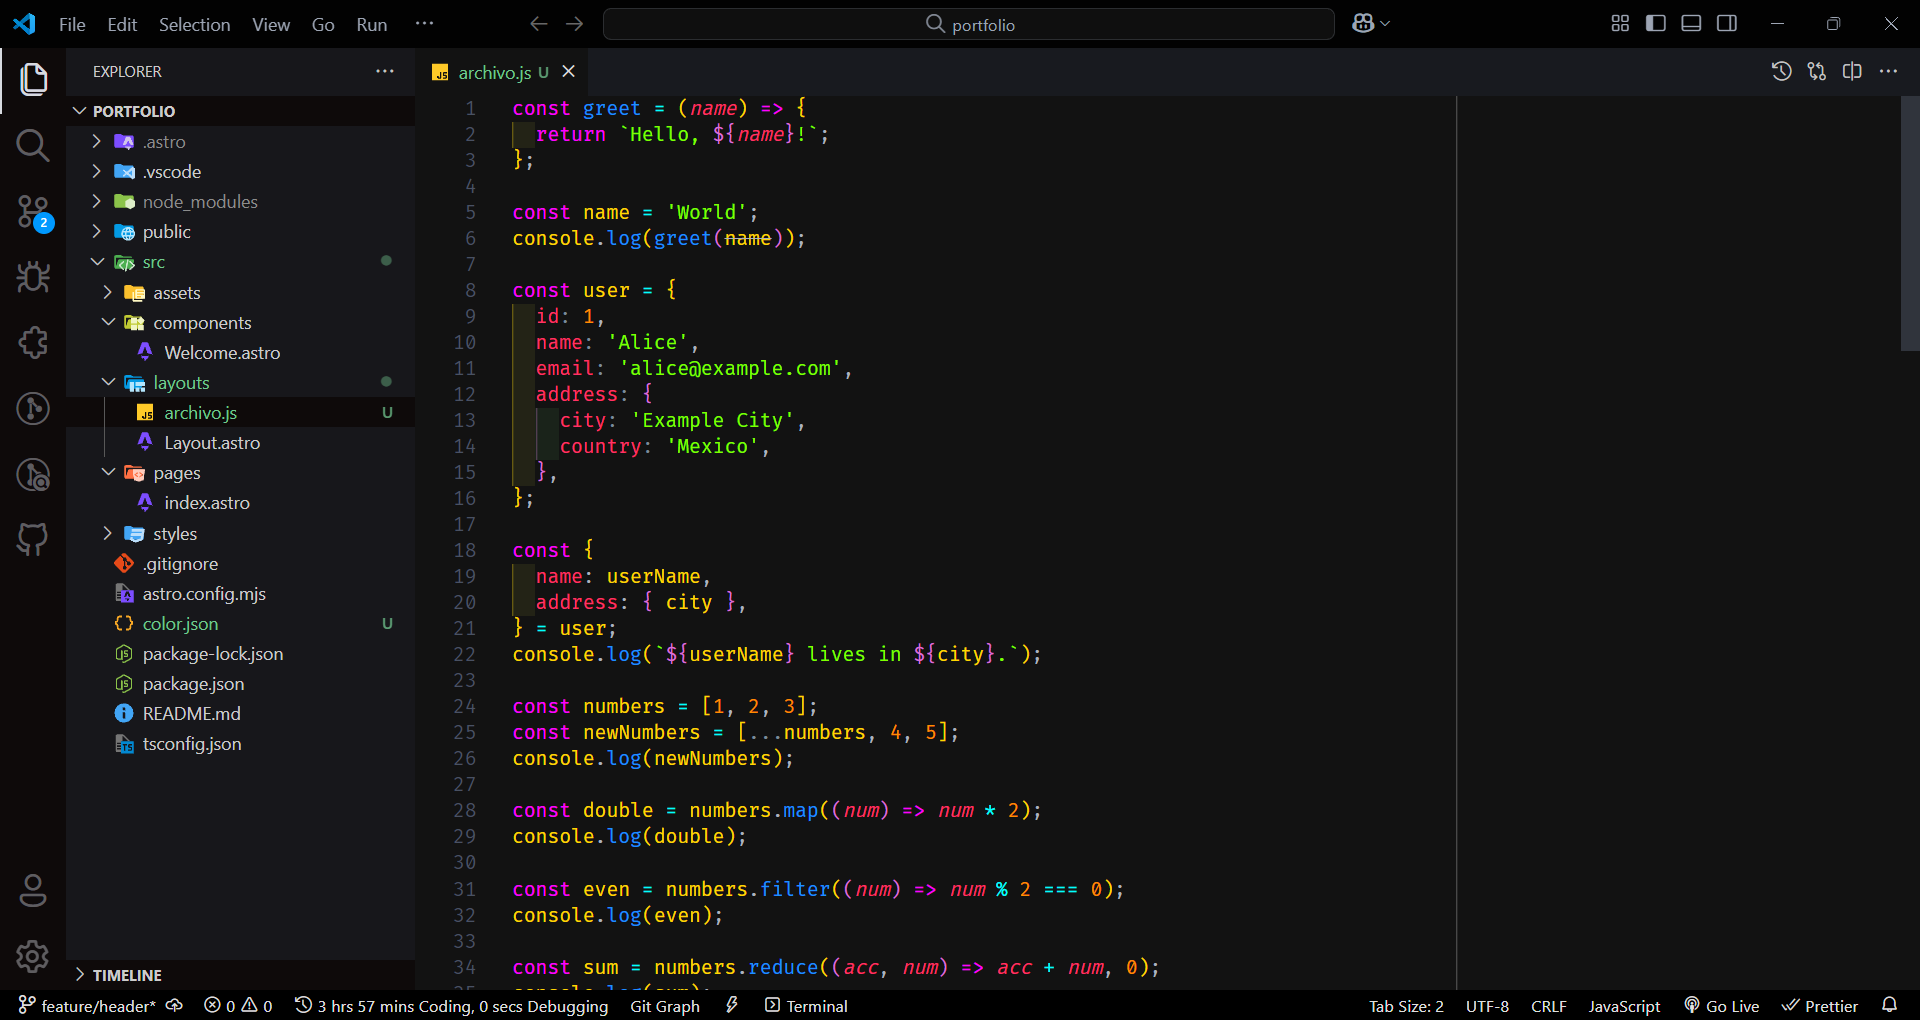 File Edit Selection View Go Run ··· portfolio
EXPLORER ···
PORTFOLIO
.astro
.vscode
node_modules
public
src
assets
components
Welcome.astro
layouts
archivo.js U
Layout.astro
pages
index.astro
styles
.gitignore
astro.config.mjs
color.json U
package-lock.json
package.json
README.md
tsconfig.json
TIMELINE
2
JS archivo.js U
1 const greet = (name) => {
2   return `Hello, ${name}!`;
3 };
4
5 const name = 'World';
6 console.log(greet(name));
7
8 const user = {
9   id: 1,
10   name: 'Alice',
11   email: 'alice@example.com',
12   address: {
13     city: 'Example City',
14     country: 'Mexico',
15   },
16 };
17
18 const {
19   name: userName,
20   address: { city },
21 } = user;
22 console.log(`${userName} lives in ${city}.`);
23
24 const numbers = [1, 2, 3];
25 const newNumbers = [...numbers, 4, 5];
26 console.log(newNumbers);
27
28 const double = numbers.map((num) => num * 2);
29 console.log(double);
30
31 const even = numbers.filter((num) => num % 2 === 0);
32 console.log(even);
33
34 const sum = numbers.reduce((acc, num) => acc + num, 0);
feature/header* 0 0 3 hrs 57 mins Coding, 0 secs Debugging Git Graph Terminal Tab Size: 2 UTF-8 CRLF JavaScript Go Live Prettier